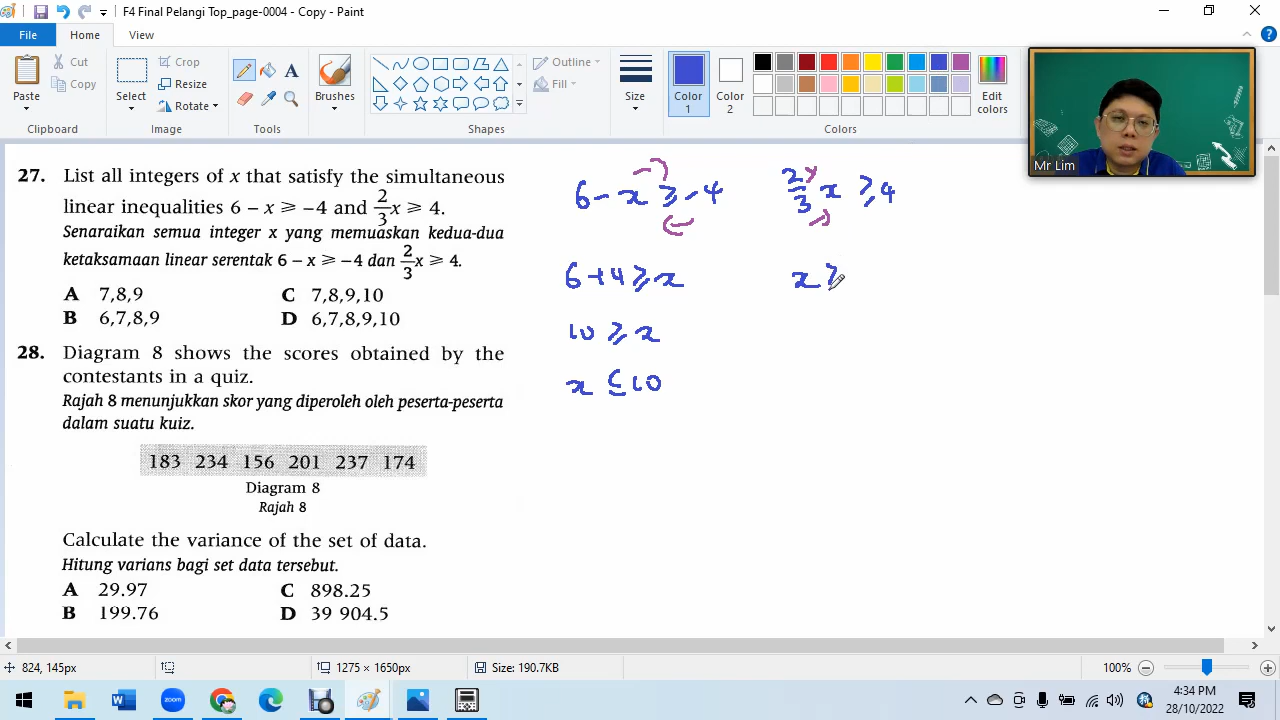 F4 Final Pelangi Top_page-0004 - Copy - Paint
File Home View
Paste Cut Copy Clipboard
Select Crop Resize Rotate Image
Tools
Brushes
Outline Fill Shapes
Size
Color 1 Color 2 Edit colors Colors
Mr Lim
27. List all integers of x that satisfy the simultaneous
linear inequalities 6 − x ⩾ −4 and 2/3 x ⩾ 4.
Senaraikan semua integer x yang memuaskan kedua-dua
ketaksamaan linear serentak 6 − x ⩾ −4 dan 2/3 x ⩾ 4.
A 7,8,9 C 7,8,9,10
B 6,7,8,9 D 6,7,8,9,10
28. Diagram 8 shows the scores obtained by the
contestants in a quiz.
Rajah 8 menunjukkan skor yang diperoleh oleh peserta-peserta
dalam suatu kuiz.
183 234 156 201 237 174
Diagram 8
Rajah 8
Calculate the variance of the set of data.
Hitung varians bagi set data tersebut.
A 29.97 C 898.25
B 199.76 D 39 904.5
6 − x ⩾ −4
6 + 4 ⩾ x
10 ⩾ x
x ⩽ 10
2/3 x ⩾ 4
x ⩾
824, 145px 1275 × 1650px Size: 190.7KB 100%
zoom
4:34 PM
28/10/2022